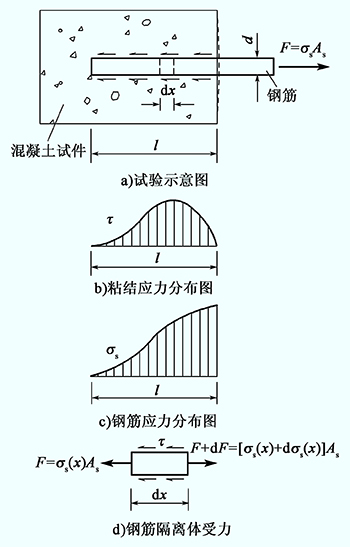 d
F=σsAs
dx
钢筋
混凝土试件
l
a)试验示意图
τ
l
b)粘结应力分布图
σs
l
c)钢筋应力分布图
τ
F+dF=[σs(x)+dσs(x)]As
F=σs(x)As
dx
d)钢筋隔离体受力